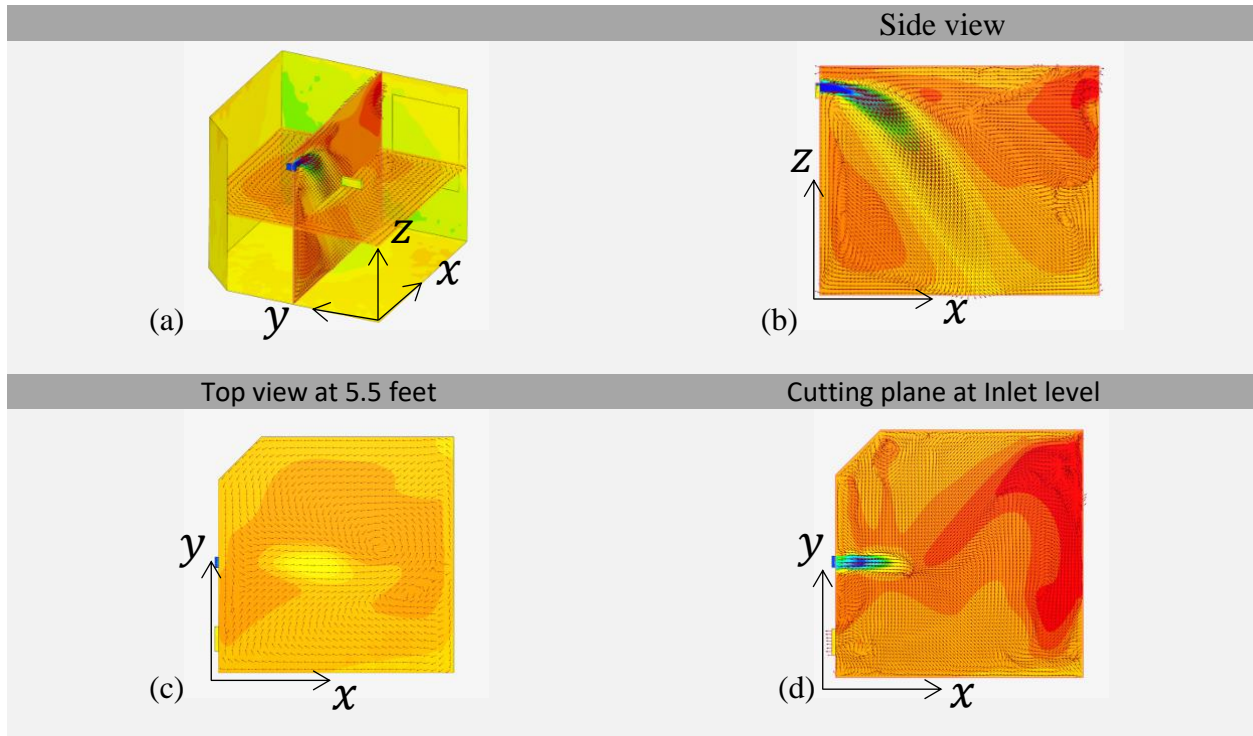 Side view
z
x
y
(a)
z
x
(b)
Top view at 5.5 feet
Cutting plane at Inlet level
y
x
(c)
y
x
(d)